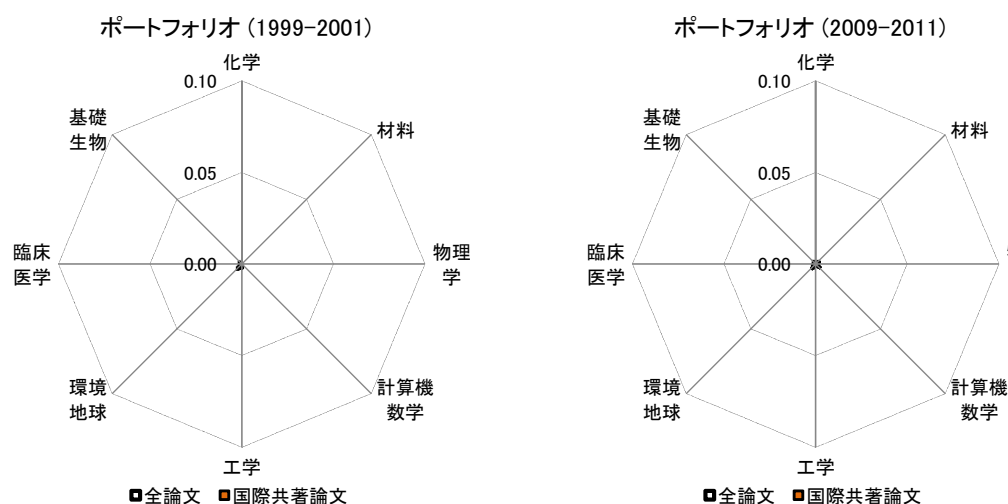 ポートフォリオ (1999-2001)
化学
0.10
基礎
生物
材料
0.05
臨床
医学
0.00
物理
学
環境
地球
計算機
数学
工学
全論文 国際共著論文
ポートフォリオ (2009-2011)
化学
0.10
基礎
生物
材料
0.05
臨床
医学
0.00
環境
地球
計算機
数学
工学
全論文 国際共著論文